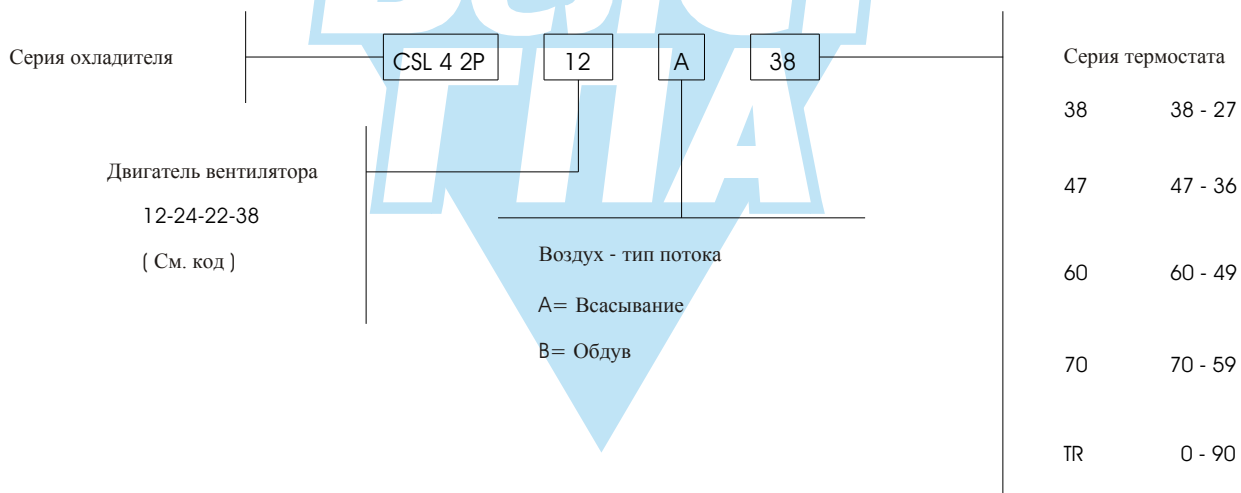 Серия охладителя
CSL 4 2P
12
A
38
Серия термостата
38 38 - 27
47 47 - 36
60 60 - 49
70 70 - 59
TR 0 - 90
Двигатель вентилятора
12-24-22-38
( См. код )
Воздух - тип потока
A= Всасывание
B= Обдув